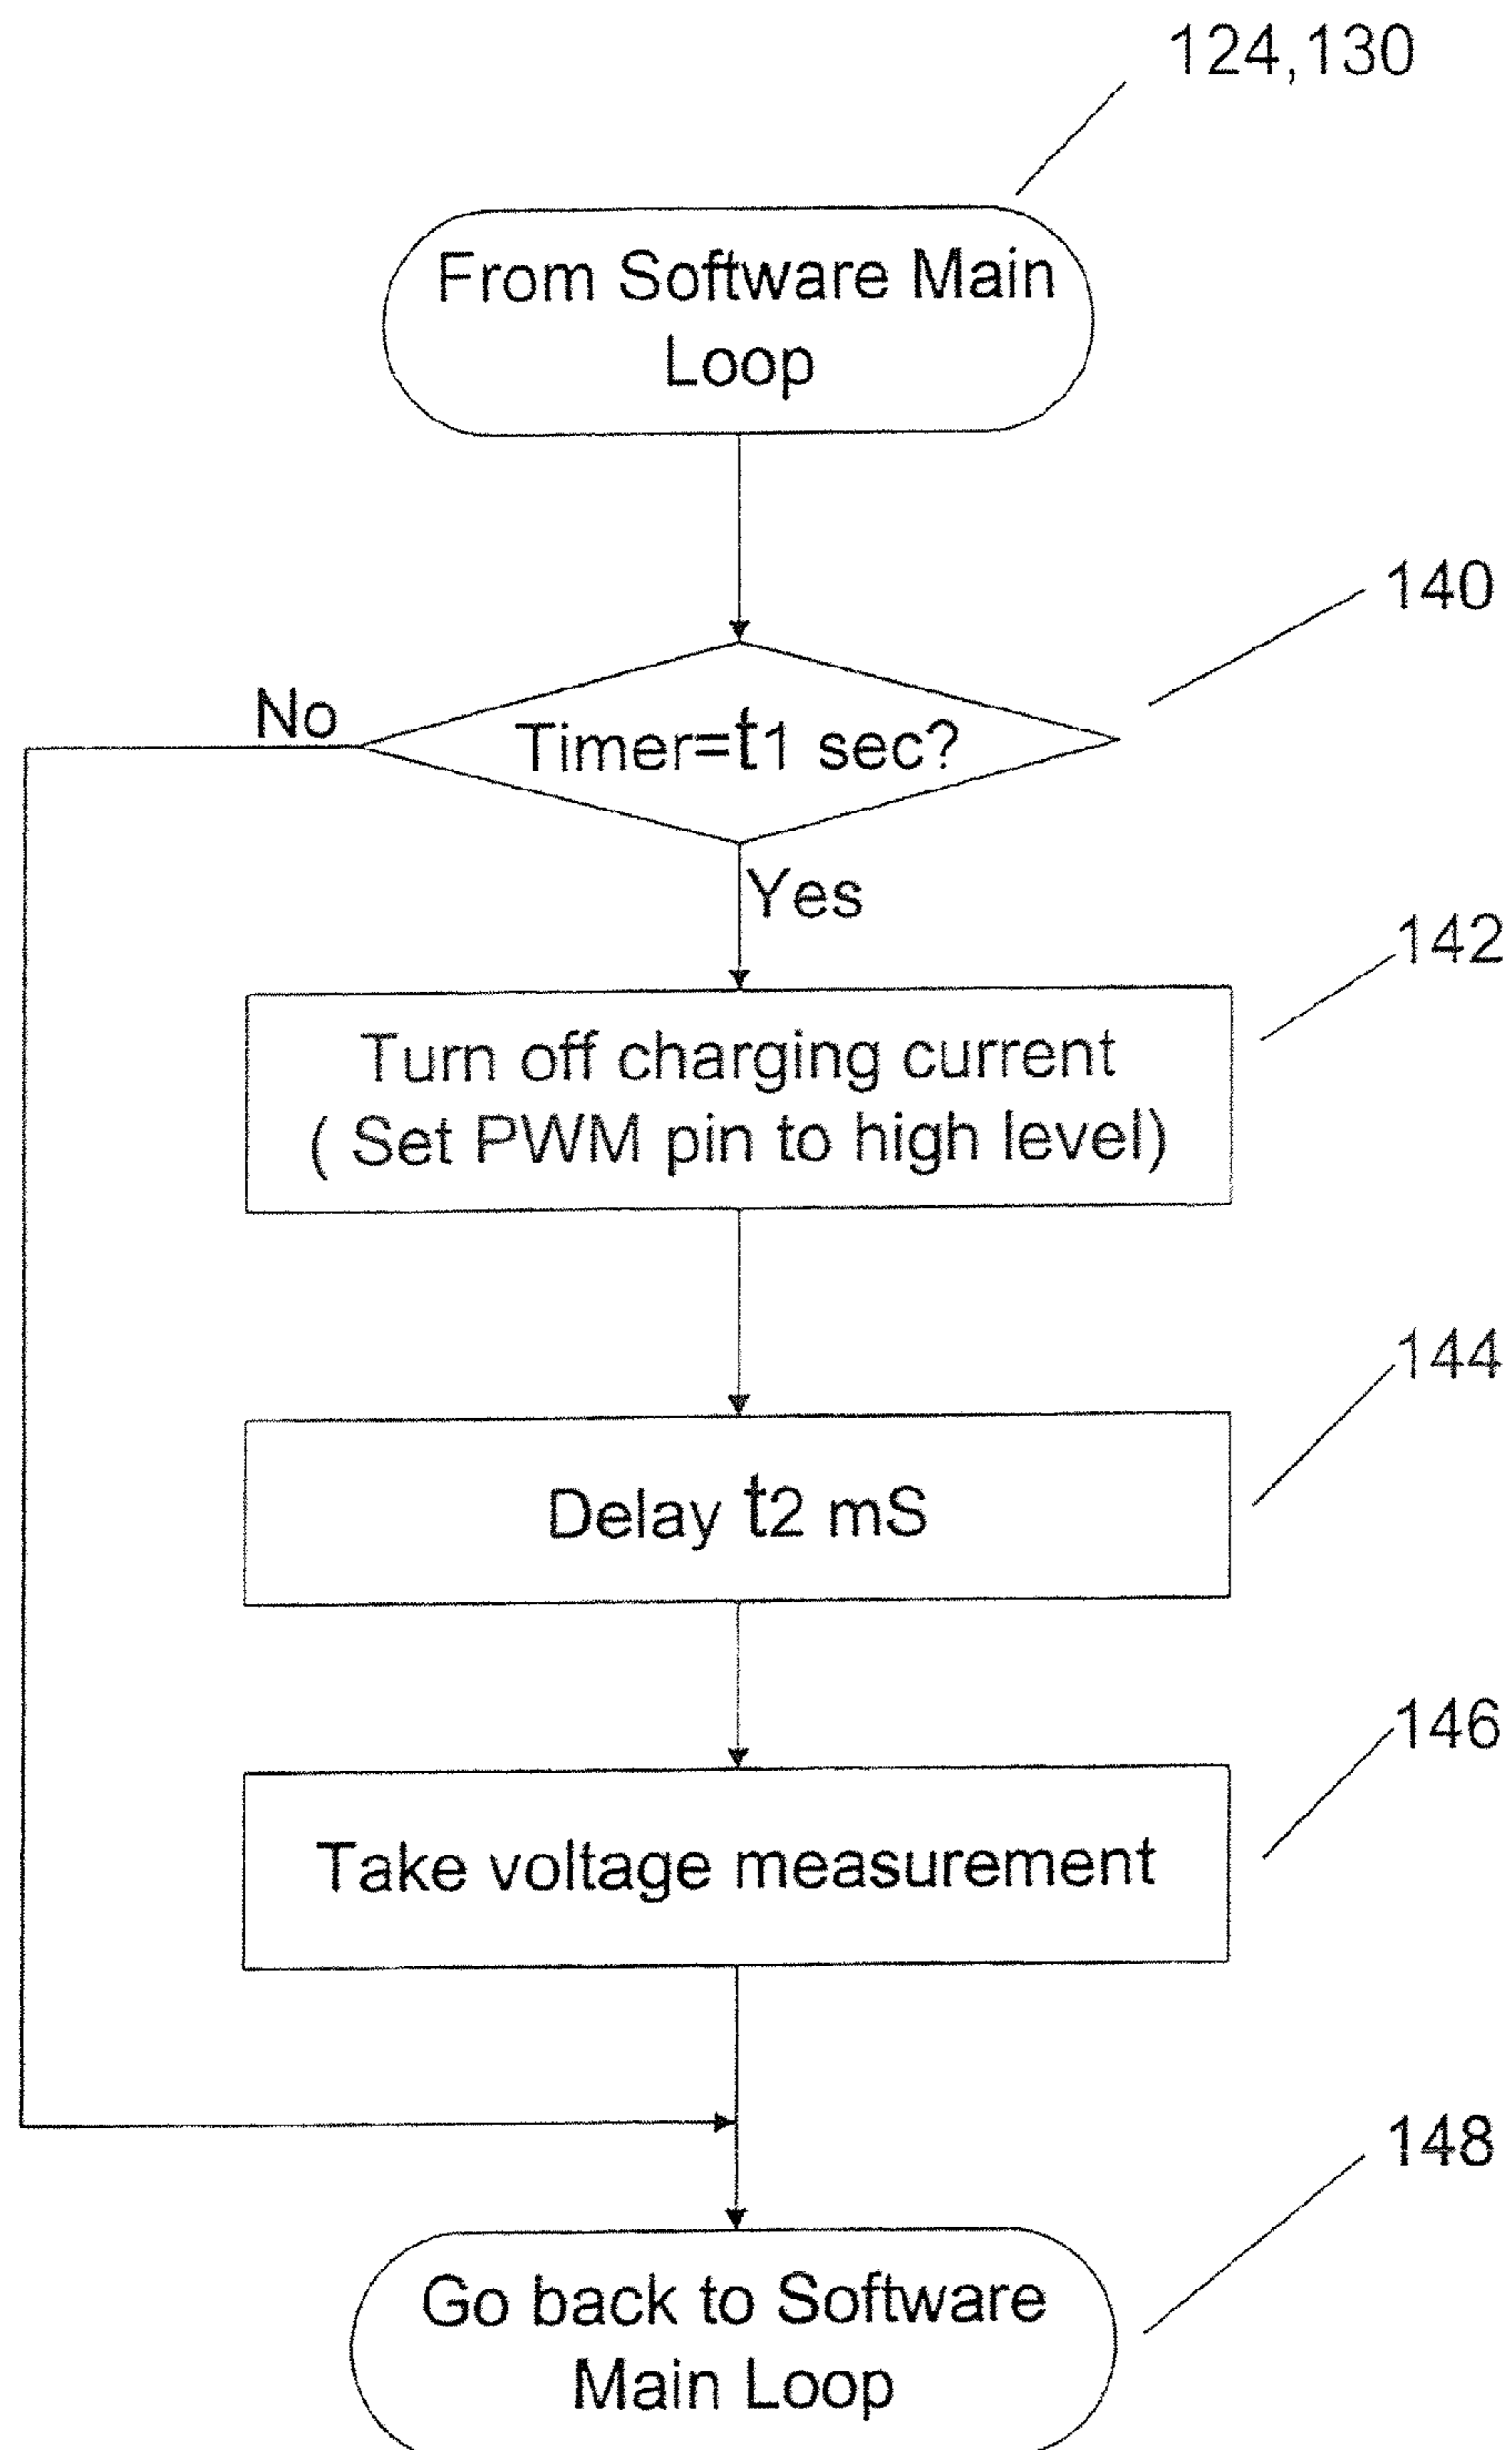 124,130
From Software Main
Loop
140
No
Timer=t1 sec?
Yes
142
Turn off charging current
( Set PWM pin to high level)
144
Delay t2 mS
146
Take voltage measurement
148
Go back to Software
Main Loop